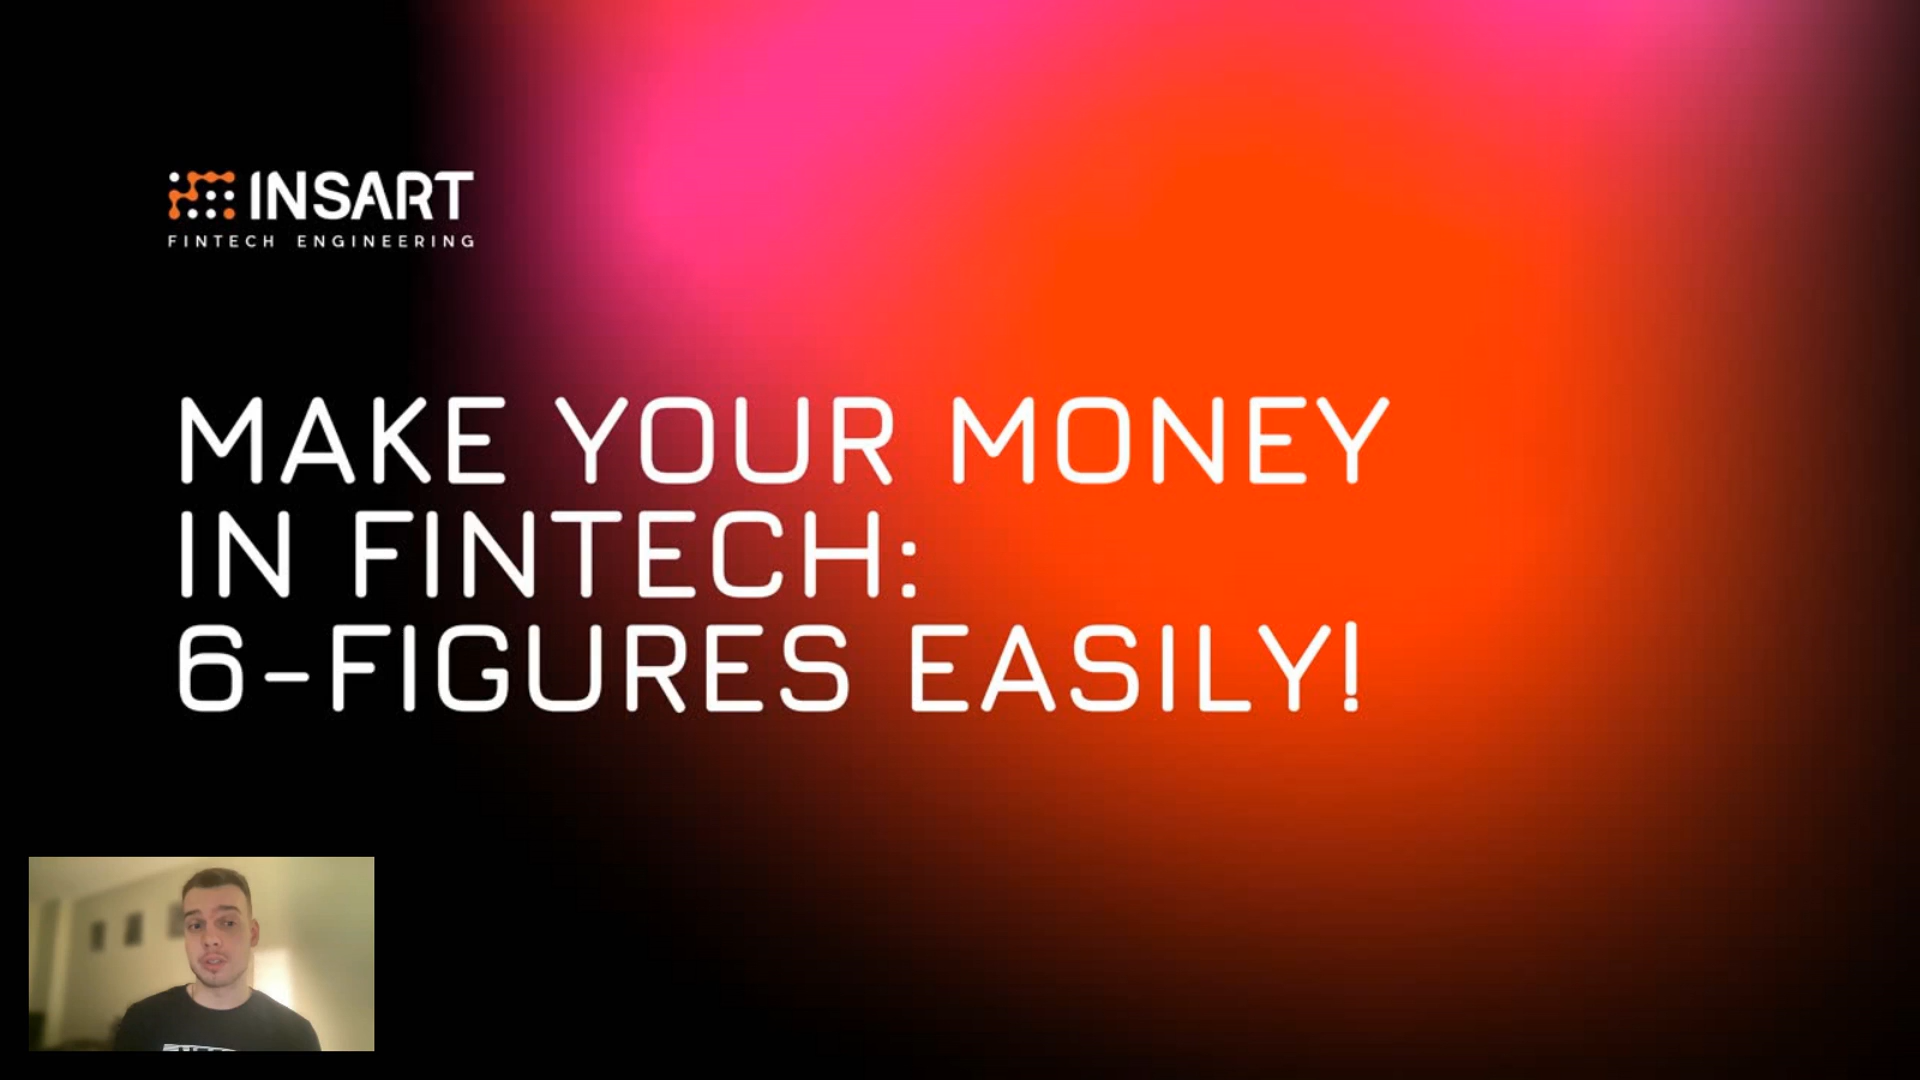 INSART
FINTECH ENGINEERING
MAKE YOUR MONEY
IN FINTECH:
6-FIGURES EASILY!